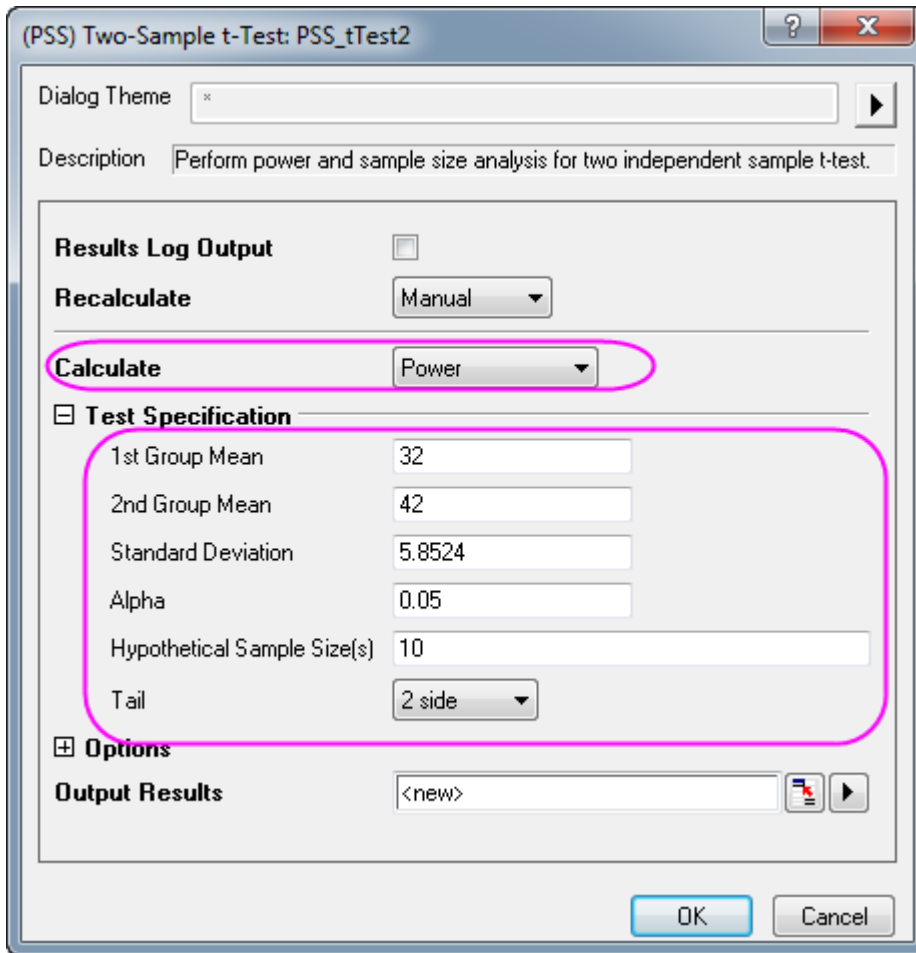 (PSS) Two-Sample t-Test: PSS_tTest2
Dialog Theme *
Description Perform power and sample size analysis for two independent sample t-test.
Results Log Output
Recalculate Manual
Calculate Power
Test Specification
1st Group Mean 32
2nd Group Mean 42
Standard Deviation 5.8524
Alpha 0.05
Hypothetical Sample Size(s) 10
Tail 2 side
Options
Output Results <new>
OK Cancel